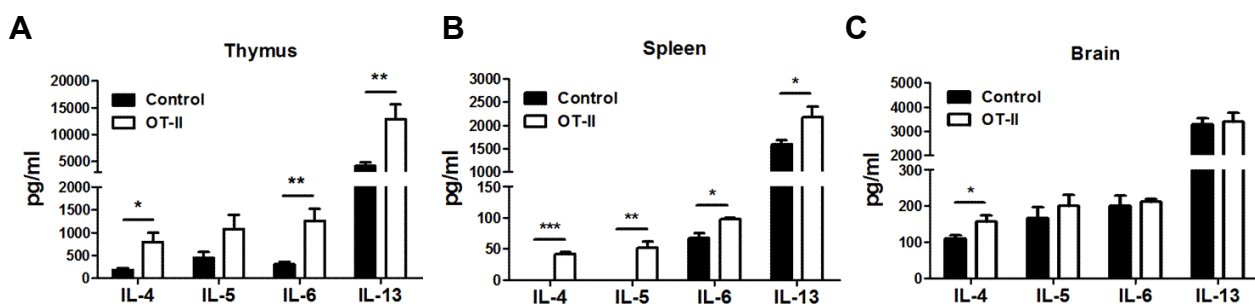 A
Thymus
20000
15000
10000
5000
1500
1000
500
0
pg/ml
Control
OT-II
*
**
**
IL-4 IL-5 IL-6 IL-13
B
Spleen
3000
2500
2000
1500
1000
150
100
50
0
pg/ml
Control
OT-II
***
**
*
*
IL-4 IL-5 IL-6 IL-13
C
Brain
5000
4000
3000
2000
300
200
100
0
pg/ml
Control
OT-II
*
IL-4 IL-5 IL-6 IL-13